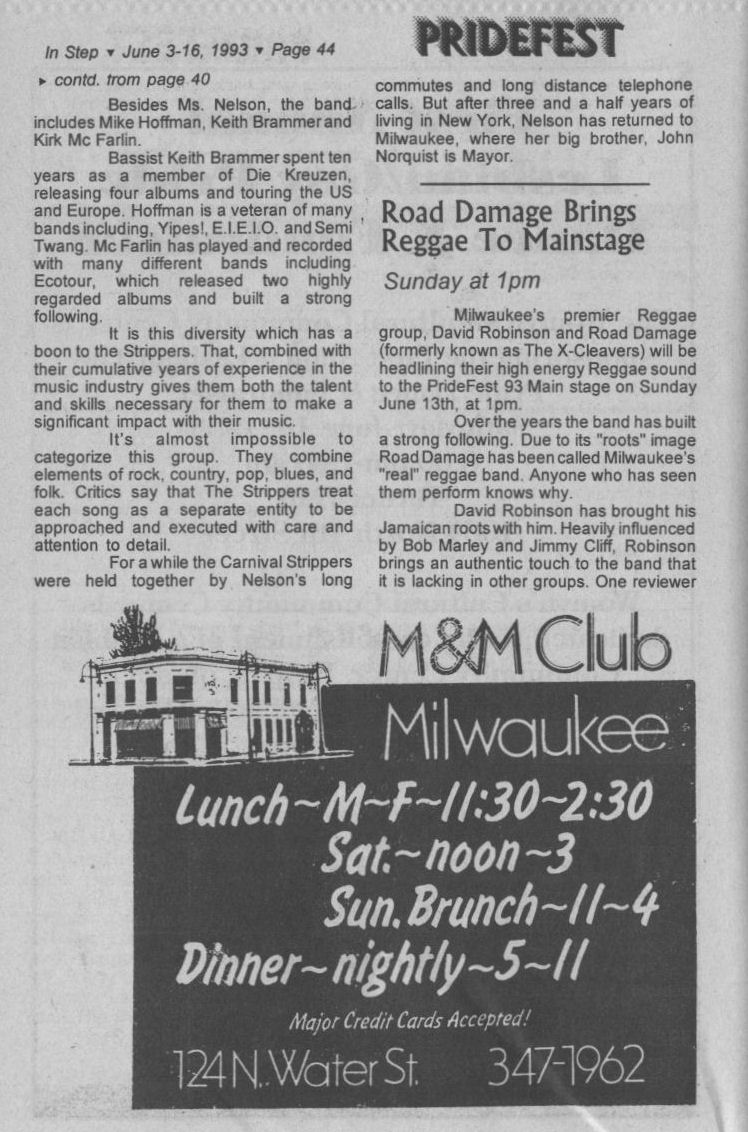 In Step ▾ June 3-16, 1993 ▾ Page 44
PRIDEFEST
▸ contd. from page 40
Besides Ms. Nelson, the band
includes Mike Hoffman, Keith Brammer and
Kirk Mc Farlin.
Bassist Keith Brammer spent ten
years as a member of Die Kreuzen,
releasing four albums and touring the US
and Europe. Hoffman is a veteran of many
bands including, Yipes!, E.I.E.I.O. and Semi
Twang. Mc Farlin has played and recorded
with many different bands including
Ecotour, which released two highly
regarded albums and built a strong
following.
It is this diversity which has a
boon to the Strippers. That, combined with
their cumulative years of experience in the
music industry gives them both the talent
and skills necessary for them to make a
significant impact with their music.
It's almost impossible to
categorize this group. They combine
elements of rock, country, pop, blues, and
folk. Critics say that The Strippers treat
each song as a separate entity to be
approached and executed with care and
attention to detail.
For a while the Carnival Strippers
were held together by Nelson's long
commutes and long distance telephone
calls. But after three and a half years of
living in New York, Nelson has returned to
Milwaukee, where her big brother, John
Norquist is Mayor.
Road Damage Brings
Reggae To Mainstage
Sunday at 1pm
Milwaukee's premier Reggae
group, David Robinson and Road Damage
(formerly known as The X-Cleavers) will be
headlining their high energy Reggae sound
to the PrideFest 93 Main stage on Sunday
June 13th, at 1pm.
Over the years the band has built
a strong following. Due to its "roots" image
Road Damage has been called Milwaukee's
"real" reggae band. Anyone who has seen
them perform knows why.
David Robinson has brought his
Jamaican roots with him. Heavily influenced
by Bob Marley and Jimmy Cliff, Robinson
brings an authentic touch to the band that
it is lacking in other groups. One reviewer
M&M Club
Milwaukee
Lunch~M~F~11:30~2:30
Sat.~noon~3
Sun. Brunch~11~4
Dinner~nightly~5~11
Major Credit Cards Accepted!
124 N. Water St. 347-1962